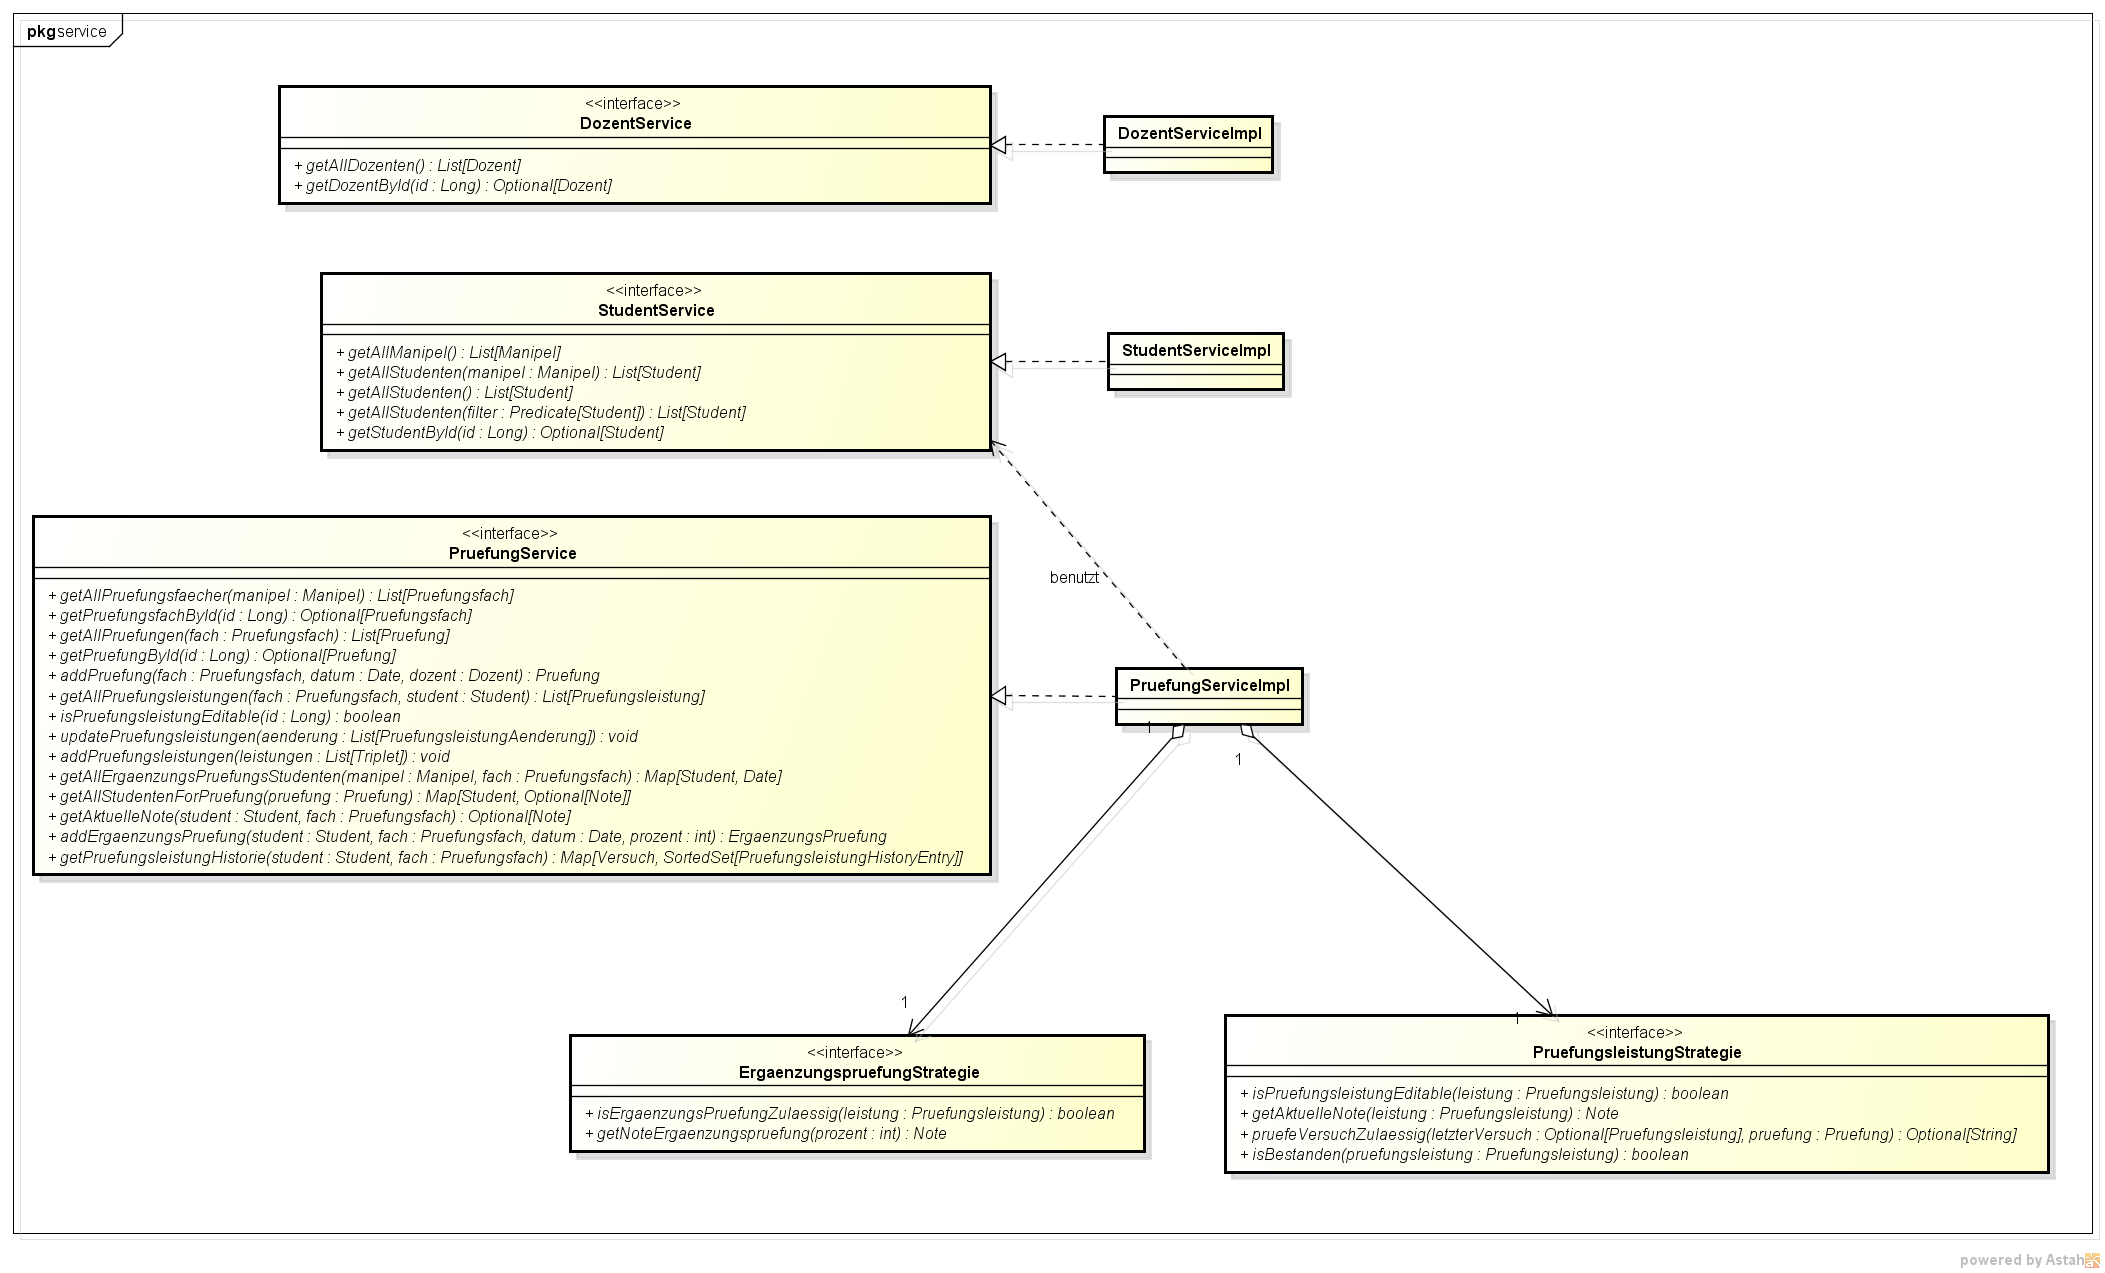 pkg service
<<interface>>
DozentService
+ getAllDozenten() : List[Dozent]
+ getDozentById(id : Long) : Optional[Dozent]
DozentServiceImpl
<<interface>>
StudentService
+ getAllManipel() : List[Manipel]
+ getAllStudenten(manipel : Manipel) : List[Student]
+ getAllStudenten() : List[Student]
+ getAllStudenten(filter : Predicate[Student]) : List[Student]
+ getStudentById(id : Long) : Optional[Student]
StudentServiceImpl
benutzt
<<interface>>
PruefungService
+ getAllPruefungsfaecher(manipel : Manipel) : List[Pruefungsfach]
+ getPruefungsfachById(id : Long) : Optional[Pruefungsfach]
+ getAllPruefungen(fach : Pruefungsfach) : List[Pruefung]
+ getPruefungById(id : Long) : Optional[Pruefung]
+ addPruefung(fach : Pruefungsfach, datum : Date, dozent : Dozent) : Pruefung
+ getAllPruefungsleistungen(fach : Pruefungsfach, student : Student) : List[Pruefungsleistung]
+ isPruefungsleistungEditable(id : Long) : boolean
+ updatePruefungsleistungen(aenderung : List[PruefungsleistungAenderung]) : void
+ addPruefungsleistungen(leistungen : List[Triplet]) : void
+ getAllErgaenzungsPruefungsStudenten(manipel : Manipel, fach : Pruefungsfach) : Map[Student, Date]
+ getAllStudentenForPruefung(pruefung : Pruefung) : Map[Student, Optional[Note]]
+ getAktuelleNote(student : Student, fach : Pruefungsfach) : Optional[Note]
+ addErgaenzungsPruefung(student : Student, fach : Pruefungsfach, datum : Date, prozent : int) : ErgaenzungsPruefung
+ getPruefungsleistungHistorie(student : Student, fach : Pruefungsfach) : Map[Versuch, SortedSet[PruefungsleistungHistoryEntry]]
PruefungServiceImpl
1
1
1
1
<<interface>>
ErgaenzungspruefungStrategie
+ isErgaenzungsPruefungZulaessig(leistung : Pruefungsleistung) : boolean
+ getNoteErgaenzungspruefung(prozent : int) : Note
<<interface>>
PruefungsleistungStrategie
+ isPruefungsleistungEditable(leistung : Pruefungsleistung) : boolean
+ getAktuelleNote(leistung : Pruefungsleistung) : Note
+ pruefeVersuchZulaessig(letzterVersuch : Optional[Pruefungsleistung], pruefung : Pruefung) : Optional[String]
+ isBestanden(pruefungsleistung : Pruefungsleistung) : boolean
powered by Astah